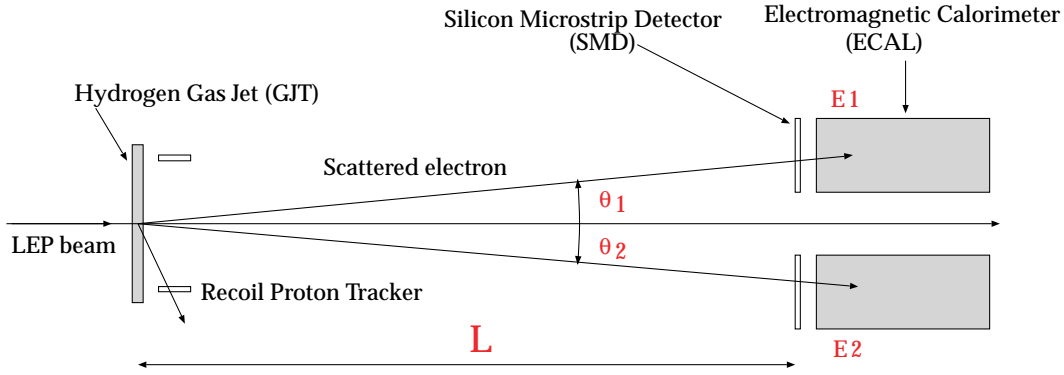 Silicon Microstrip Detector
(SMD)
Electromagnetic Calorimeter
(ECAL)
Hydrogen Gas Jet (GJT)
E1
Scattered electron
θ1
LEP beam
θ2
Recoil Proton Tracker
L
E2